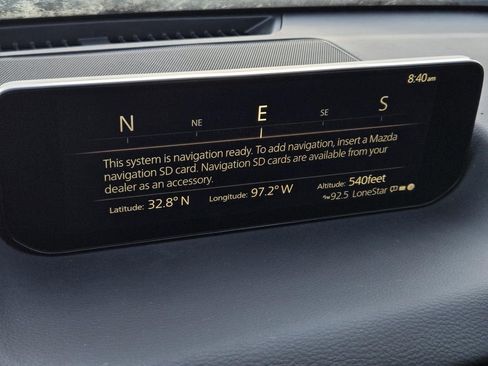 8:40am
N NE E SE S
This system is navigation ready. To add navigation, insert a Mazda
navigation SD card. Navigation SD cards are available from your
dealer as an accessory.
Latitude: 32.8° N Longitude: 97.2° W Altitude: 540feet
92.5 LoneStar